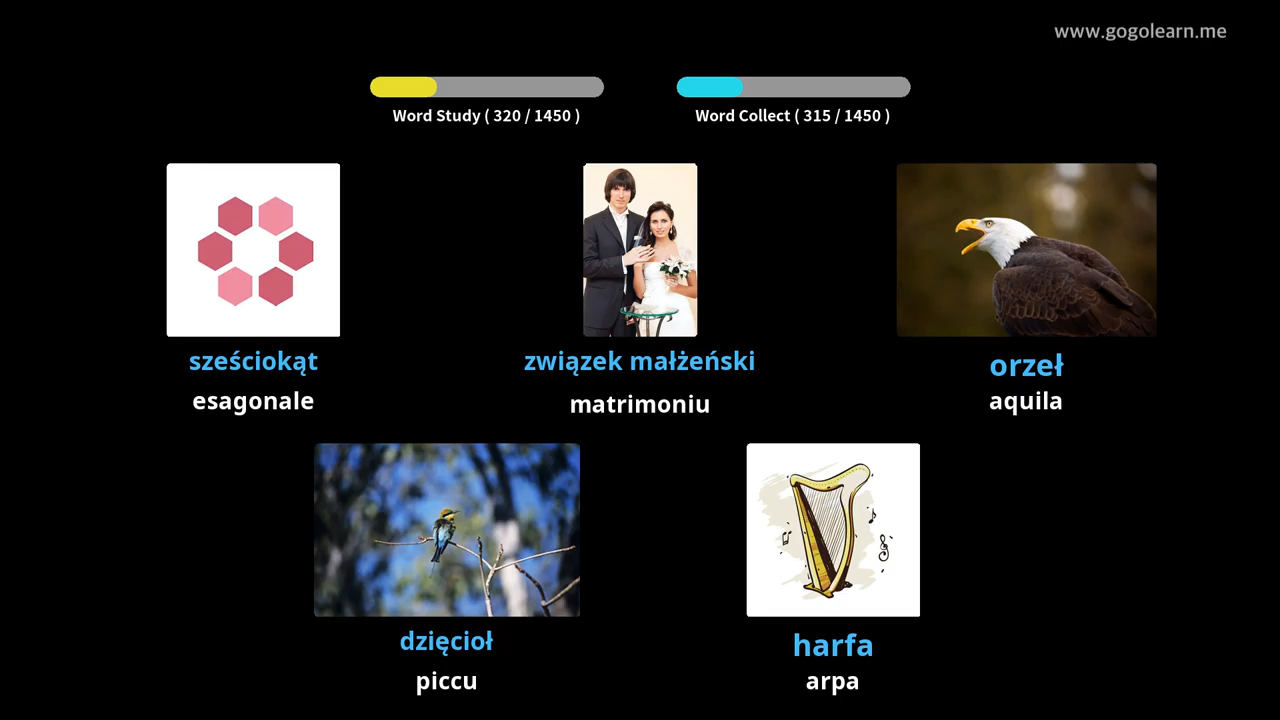 www.gogolearn.me
Word Study ( 320 / 1450 )
Word Collect ( 315 / 1450 )
sześciokąt
esagonale
związek małżeński
matrimoniu
orzeł
aquila
dzięcioł
piccu
harfa
arpa